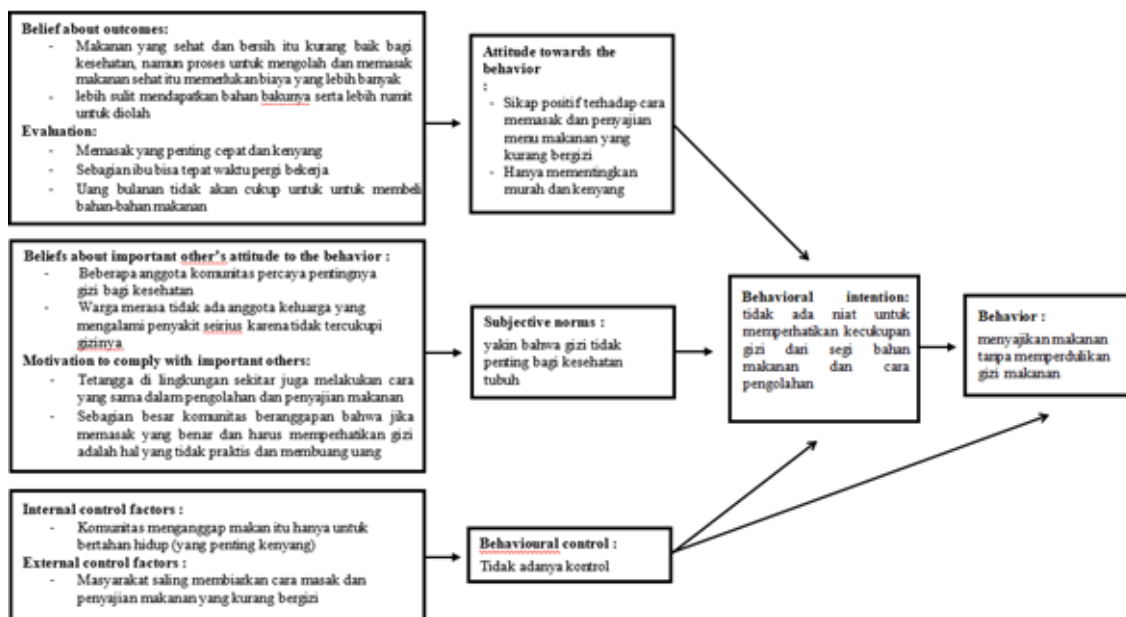 Belief about outcomes:
- Makanan yang sehat dan bersih itu kurang baik bagi
kesehatan, namun proses untuk mengolah dan memasak
makanan sehat itu memerlukan biaya yang lebih banyak
- lebih sulit mendapatkan bahan bakunya serta lebih rumit
untuk diolah
Evaluation:
- Memasak yang penting cepat dan kenyang
- Sebagian ibu bisa tepat waktu pergi bekerja
- Uang bulanan tidak akan cukup untuk untuk membeli
bahan-bahan makanan
Attitude towards the
behavior
:
- Sikap positif terhadap cara
memasak dan penyajian
menu makanan yang
kurang bergizi
- Hanya mementingkan
murah dan kenyang
Beliefs about important other's attitude to the behavior :
- Beberapa anggota komunitas percaya pentingnya
gizi bagi kesehatan
- Warga merasa tidak ada anggota keluarga yang
mengalami penyakit seirius karena tidak tercukupi
gizinya
Motivation to comply with important others:
- Tetangga di lingkungan sekitar juga melakukan cara
yang sama dalam pengolahan dan penyajian makanan
- Sebagian besar komunitas beranggapan bahwa jika
memasak yang benar dan harus memperhatikan gizi
adalah hal yang tidak praktis dan membuang uang
Subjective norms :
yakin bahwa gizi tidak
penting bagi kesehatan
tubuh
Behavioral intention:
tidak ada niat untuk
memperhatikan kecukupan
gizi dari segi bahan
makanan dan cara
pengolahan
Behavior :
menyajikan makanan
tanpa memperdulikan
gizi makanan
Internal control factors :
- Komunitas menganggap makan itu hanya untuk
bertahan hidup (yang penting kenyang)
External control factors :
- Masyarakat saling membiarkan cara masak dan
penyajian makanan yang kurang bergizi
Behavioural control :
Tidak adanya kontrol